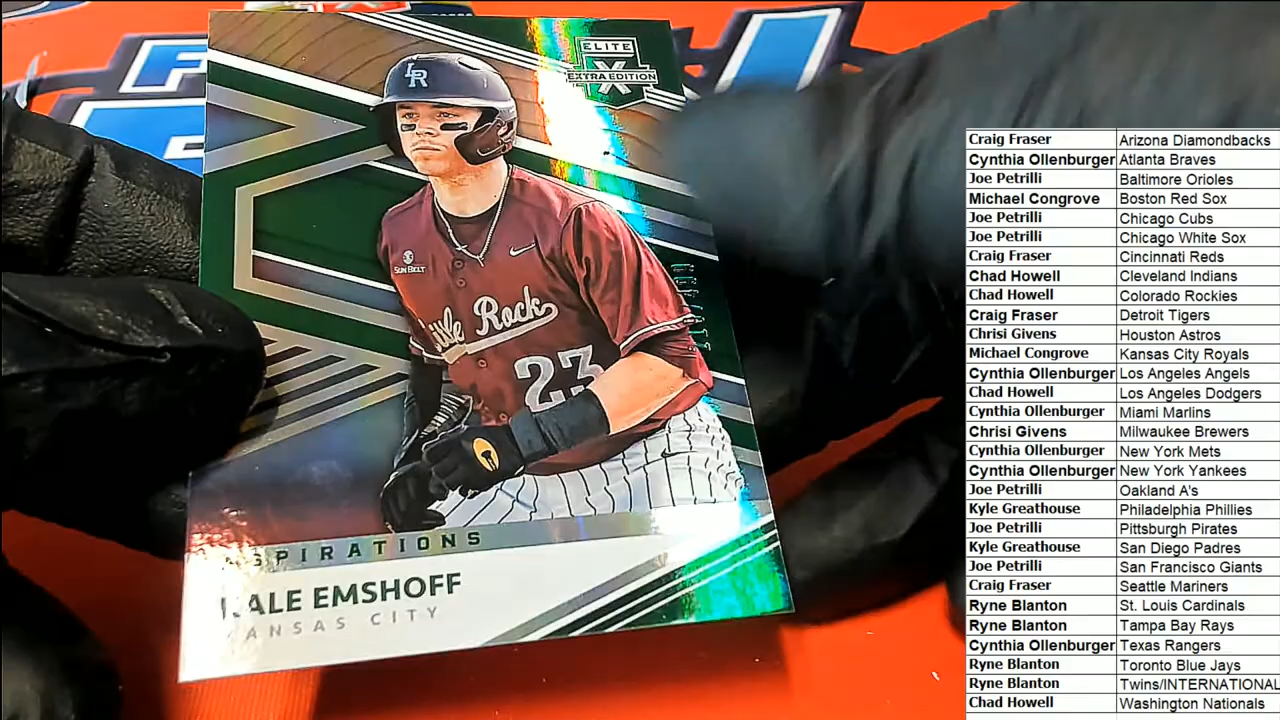 ELITE
EXTRA EDITION
LR
SUN BELT
Rock
23
KALE EMSHOFF
KANSAS CITY
Craig Fraser Arizona Diamondbacks
Cynthia Ollenburger Atlanta Braves
Joe Petrilli Baltimore Orioles
Michael Congrove Boston Red Sox
Joe Petrilli Chicago Cubs
Joe Petrilli Chicago White Sox
Craig Fraser Cincinnati Reds
Chad Howell Cleveland Indians
Chad Howell Colorado Rockies
Craig Fraser Detroit Tigers
Chrisi Givens Houston Astros
Michael Congrove Kansas City Royals
Cynthia Ollenburger Los Angeles Angels
Chad Howell Los Angeles Dodgers
Cynthia Ollenburger Miami Marlins
Chrisi Givens Milwaukee Brewers
Cynthia Ollenburger New York Mets
Cynthia Ollenburger New York Yankees
Joe Petrilli Oakland A's
Kyle Greathouse Philadelphia Phillies
Joe Petrilli Pittsburgh Pirates
Kyle Greathouse San Diego Padres
Joe Petrilli San Francisco Giants
Craig Fraser Seattle Mariners
Ryne Blanton St. Louis Cardinals
Ryne Blanton Tampa Bay Rays
Cynthia Ollenburger Texas Rangers
Ryne Blanton Toronto Blue Jays
Ryne Blanton Twins/INTERNATIONAL
Chad Howell Washington Nationals